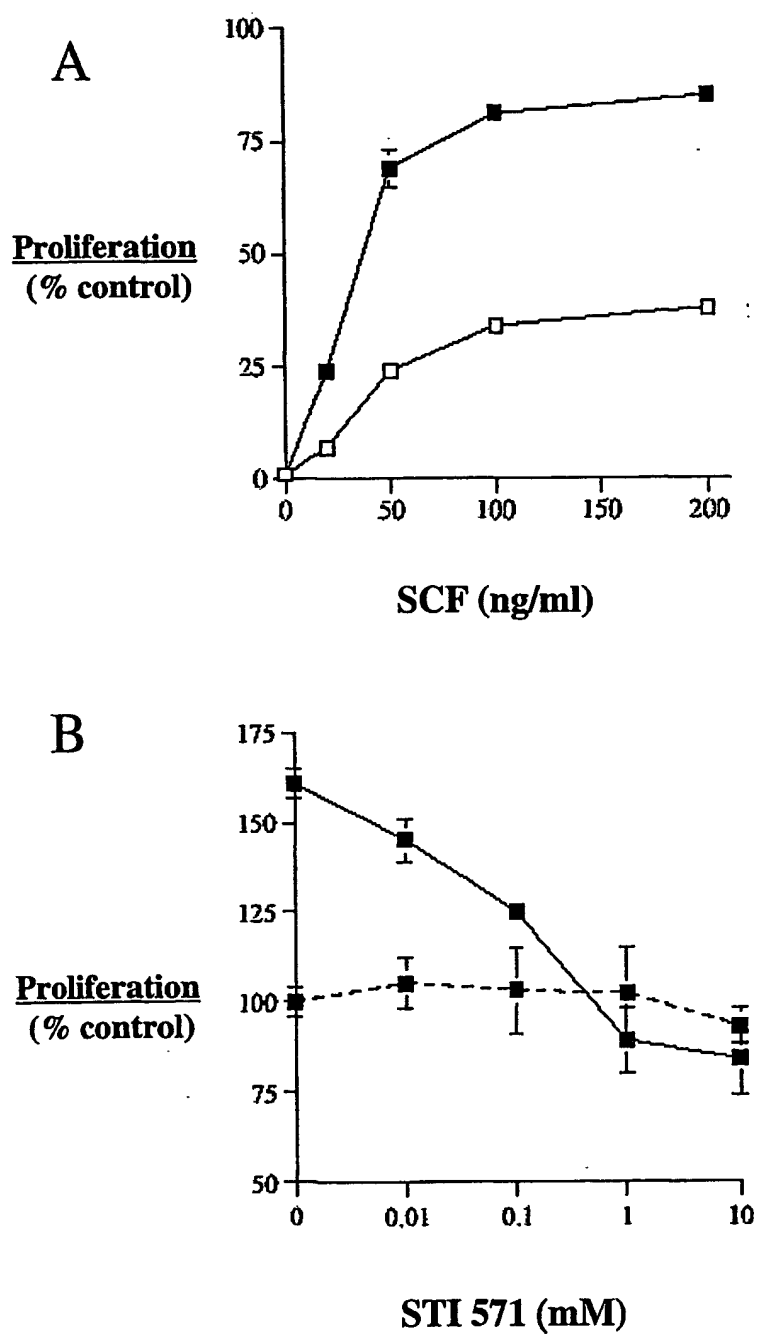 A
100
75
50
25
0
Proliferation
(% control)
0 50 100 150 200
SCF (ng/ml)
B
175
150
125
100
75
50
Proliferation
(% control)
0 0.01 0.1 1 10
STI 571 (mM)